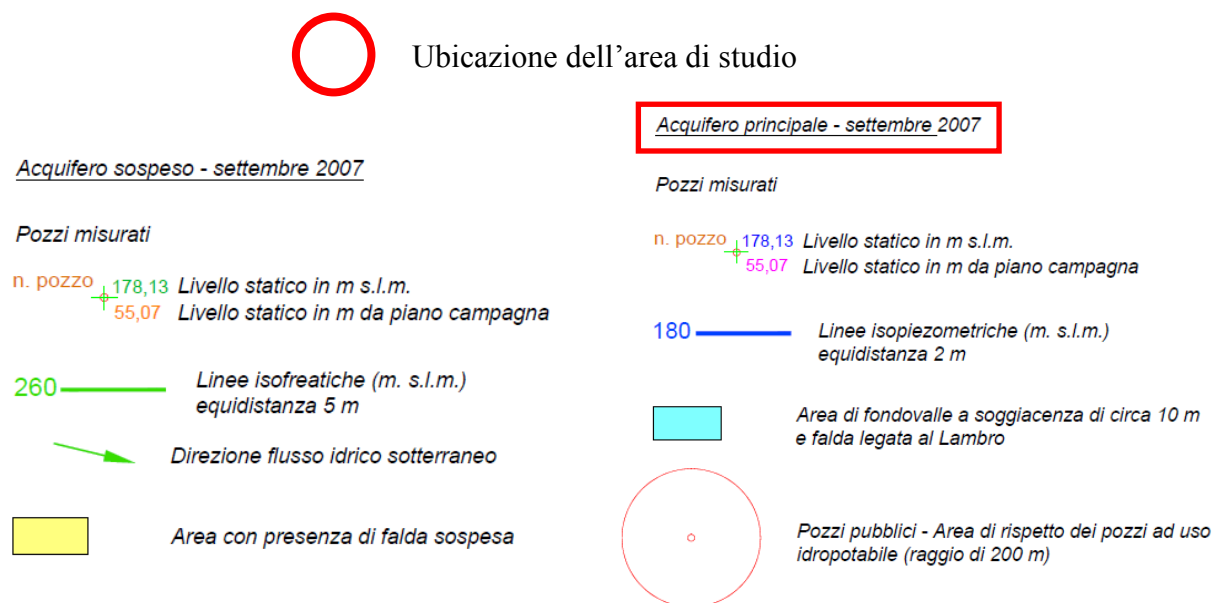 Ubicazione dell’area di studio
Acquifero sospeso - settembre 2007
Pozzi misurati
n. pozzo 178,13 Livello statico in m s.l.m.
55,07 Livello statico in m da piano campagna
260 Linee isofreatiche (m. s.l.m.)
equidistanza 5 m
Direzione flusso idrico sotterraneo
Area con presenza di falda sospesa
Acquifero principale - settembre 2007
Pozzi misurati
n. pozzo 178,13 Livello statico in m s.l.m.
55,07 Livello statico in m da piano campagna
180 Linee isopiezometriche (m. s.l.m.)
equidistanza 2 m
Area di fondovalle a soggiacenza di circa 10 m
e falda legata al Lambro
Pozzi pubblici - Area di rispetto dei pozzi ad uso
idropotabile (raggio di 200 m)